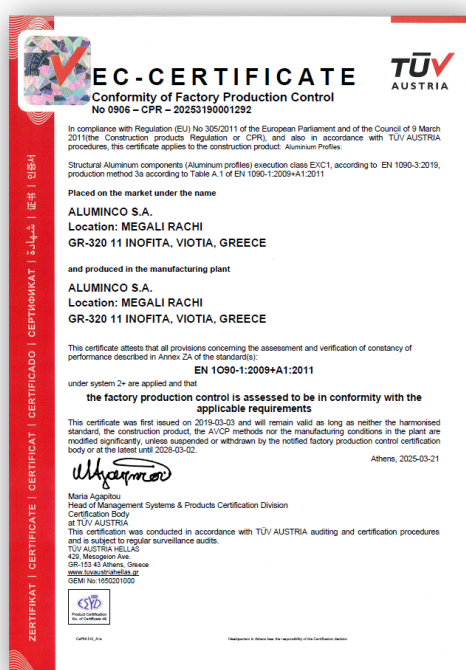 EC-CERTIFICATE
Conformity of Factory Production Control
No 0906 – CPR – 20253190001292
TÜV
AUSTRIA
In compliance with Regulation (EU) No 305/2011 of the European Parliament and of the Council of 9 March
2011(the Construction products Regulation or CPR), and also in accordance with TÜV AUSTRIA
procedures, this certificate applies to the construction product: Aluminium Profiles:
Structural Aluminum components (Aluminum profiles) execution class EXC1, according to EN 1090-3:2019,
production method 3a according to Table A.1 of EN 1090-1:2009+A1:2011
Placed on the market under the name
ALUMINCO S.A.
Location: MEGALI RACHI
GR-320 11 INOFITA, VIOTIA, GREECE
and produced in the manufacturing plant
ALUMINCO S.A.
Location: MEGALI RACHI
GR-320 11 INOFITA, VIOTIA, GREECE
This certificate attests that all provisions concerning the assessment and verification of constancy of
performance described in Annex ZA of the standard(s):
EN 1O90-1:2009+A1:2011
under system 2+ are applied and that
the factory production control is assessed to be in conformity with the
applicable requirements
This certificate was first issued on 2019-03-03 and will remain valid as long as neither the harmonised
standard, the construction product, the AVCP methods nor the manufacturing conditions in the plant are
modified significantly, unless suspended or withdrawn by the notified factory production control certification
body or at the latest until 2028-03-02.
Athens, 2025-03-21
Maria Agapitou
Head of Management Systems & Products Certification Division
Certification Body
at TÜV AUSTRIA
This certification was conducted in accordance with TÜV AUSTRIA auditing and certification procedures
and is subject to regular surveillance audits.
TÜV AUSTRIA HELLAS
429, Mesogeion Ave.
GR-153 43 Athens, Greece
www.tuvaustriahellas.gr
GEMI No:1650201000
Product Certification
ZERTIFIKAT | CERTIFICATE | CERTIFICAT | CERTIFICADO | СЕРТИФИКАТ | شهادة | 证书 | 인증서